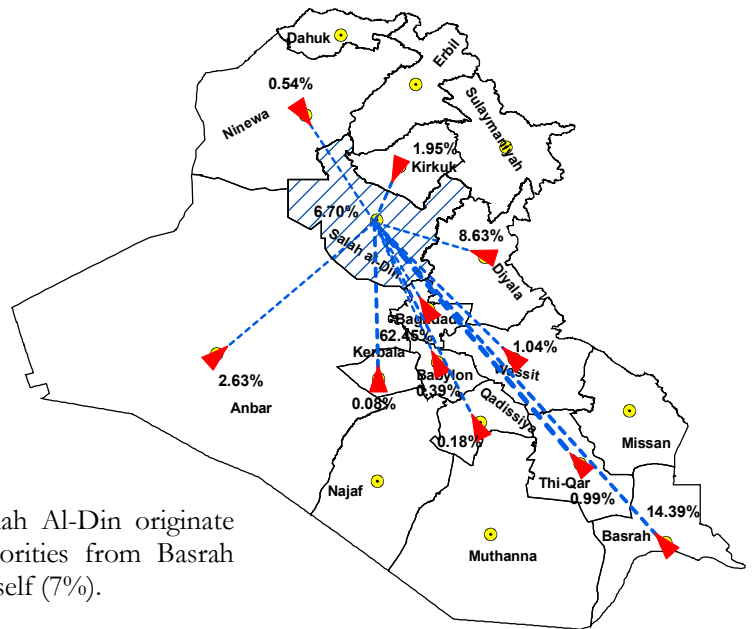 Dahuk
Erbil
0.54%
Ninewa
Sulaymaniyah
1.95%
Kirkuk
6.70%
Salah al-Din
8.63%
Diyala
Baghdad
62.45%
Kerbala
1.04%
Wassit
Babylon
0.39%
2.63%
Anbar
0.08%
Qadissiya
0.18%
Missan
Najaf
Thi-Qar
0.99%
14.39%
Basrah
Muthanna
ah Al-Din originate
orities from Basrah
self (7%).